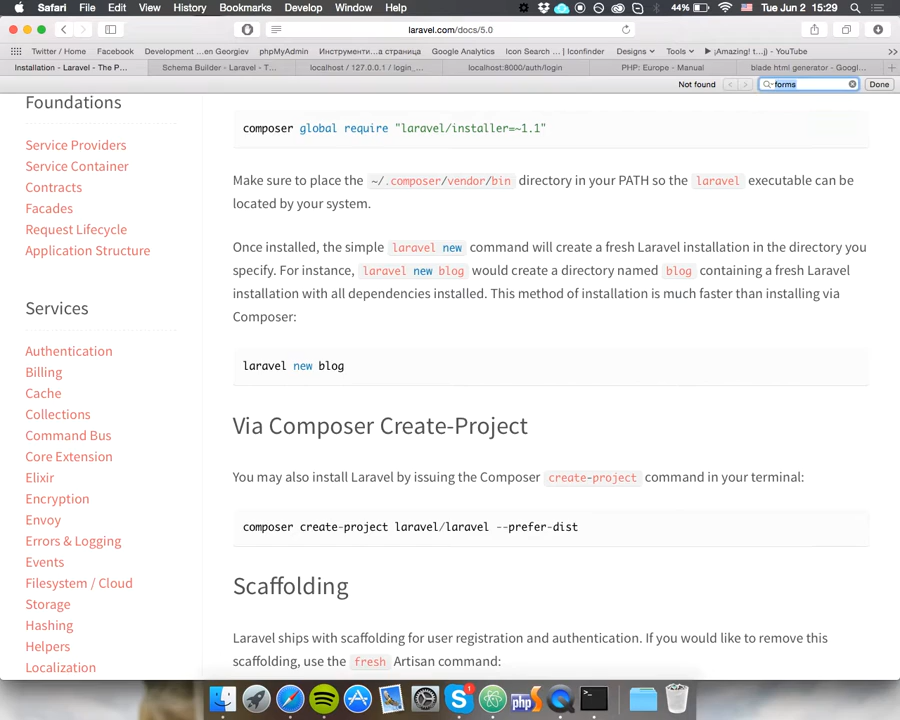 Safari File Edit View History Bookmarks Develop Window Help 44% Tue Jun 2 15:29
laravel.com/docs/5.0
Twitter / Home Facebook Development ... en Georgiev phpMyAdmin Инструменти...а страница Google Analytics Icon Search ... | Iconfinder Designs Tools ▶ ¡Amazing! t...j) - YouTube >>
Installation - Laravel - The P... Schema Builder - Laravel - T... localhost / 127.0.0.1 / login_... localhost:8000/auth/login PHP: Europe - Manual blade html generator - Googl... +
Not found < > forms Done
Foundations
Service Providers
Service Container
Contracts
Facades
Request Lifecycle
Application Structure
Services
Authentication
Billing
Cache
Collections
Command Bus
Core Extension
Elixir
Encryption
Envoy
Errors & Logging
Events
Filesystem / Cloud
Storage
Hashing
Helpers
Localization
composer global require "laravel/installer=~1.1"
Make sure to place the ~/.composer/vendor/bin directory in your PATH so the laravel executable can be
located by your system.
Once installed, the simple laravel new command will create a fresh Laravel installation in the directory you
specify. For instance, laravel new blog would create a directory named blog containing a fresh Laravel
installation with all dependencies installed. This method of installation is much faster than installing via
Composer:
laravel new blog
Via Composer Create-Project
You may also install Laravel by issuing the Composer create-project command in your terminal:
composer create-project laravel/laravel --prefer-dist
Scaffolding
Laravel ships with scaffolding for user registration and authentication. If you would like to remove this
scaffolding, use the fresh Artisan command:
1
php